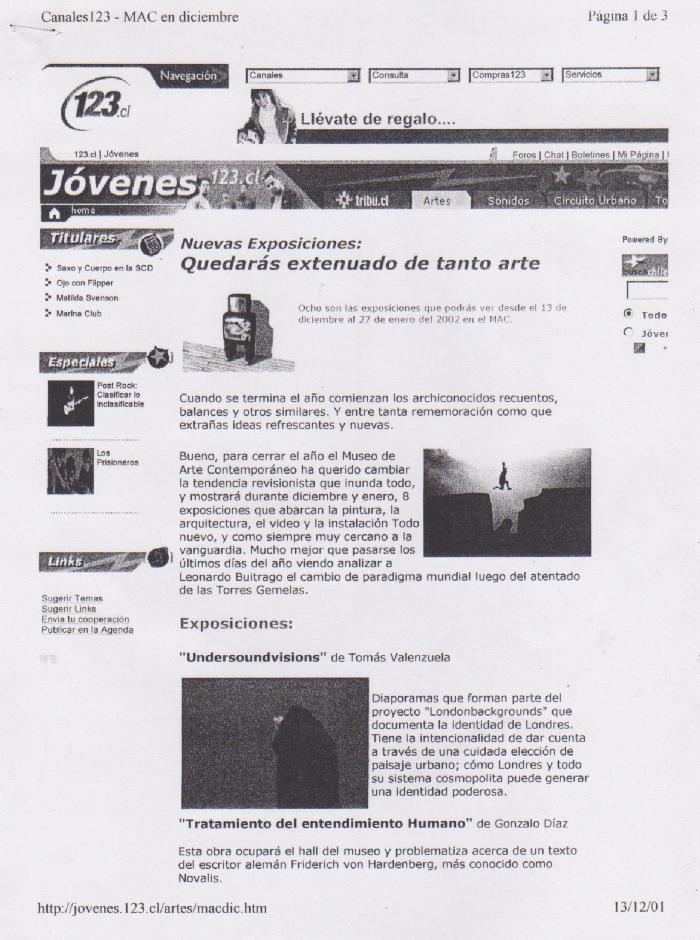 Canales123 - MAC en diciembre
Página 1 de 3
Navegación
Canales
Consulta
Compras123
Servicios
123.cl
Llévate de regalo....
123.cl | Jóvenes
Foros | Chat | Boletines | Mi Página |
Jóvenes.123.cl
tribu.cl
Artes
Sonidos
Circuito Urbano
To
home
Titulares
Saxo y Cuerpo en la SCD
Ojo con Flipper
Matilda Svenson
Marina Club
Especiales
Post Rock:
Clasificar lo
Inclasificable
Los
Prisioneros
Links
Sugerir Temas
Sugerir Links
Envia tu cooperación
Publicar en la Agenda
Nuevas Exposiciones:
Quedarás extenuado de tanto arte
Ocho son las exposiciones que podrás ver desde el 13 de
diciembre al 27 de enero del 2002 en el MAC.
Cuando se termina el año comienzan los archiconocidos recuentos,
balances y otros similares. Y entre tanta rememoración como que
extrañas ideas refrescantes y nuevas.
Bueno, para cerrar el año el Museo de
Arte Contemporáneo ha querido cambiar
la tendencia revisionista que inunda todo,
y mostrará durante diciembre y enero, 8
exposiciones que abarcan la pintura, la
arquitectura, el video y la instalación Todo
nuevo, y como siempre muy cercano a la
vanguardia. Mucho mejor que pasarse los
últimos días del año viendo analizar a
Leonardo Buitrago el cambio de paradigma mundial luego del atentado
de las Torres Gemelas.
Exposiciones:
"Undersoundvisions" de Tomás Valenzuela
Diaporamas que forman parte del
proyecto "Londonbackgrounds" que
documenta la identidad de Londres.
Tiene la intencionalidad de dar cuenta
a través de una cuidada elección de
paisaje urbano; cómo Londres y todo
su sistema cosmopolita puede generar
una identidad poderosa.
"Tratamiento del entendimiento Humano" de Gonzalo Díaz
Esta obra ocupará el hall del museo y problematiza acerca de un texto
del escritor alemán Friderich von Hardenberg, más conocido como
Novalis.
Powered By
Todo
Jóver
http://jovenes.123.cl/artes/macdic.htm
13/12/01